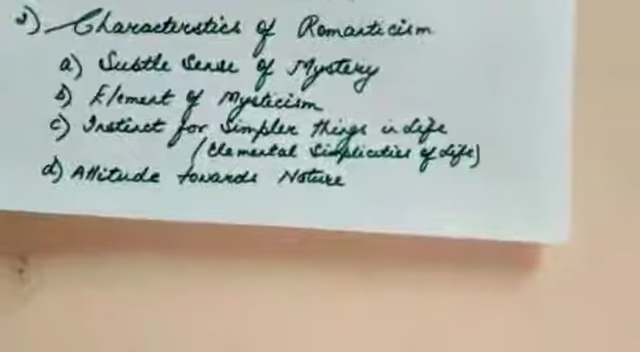 3) Characteristics of Romanticism
a) Subtle Sense of Mystery
b) Element of Mysticism
c) Instinct for Simpler things in life
(Elemental Simplicities of life)
d) Attitude towards Nature